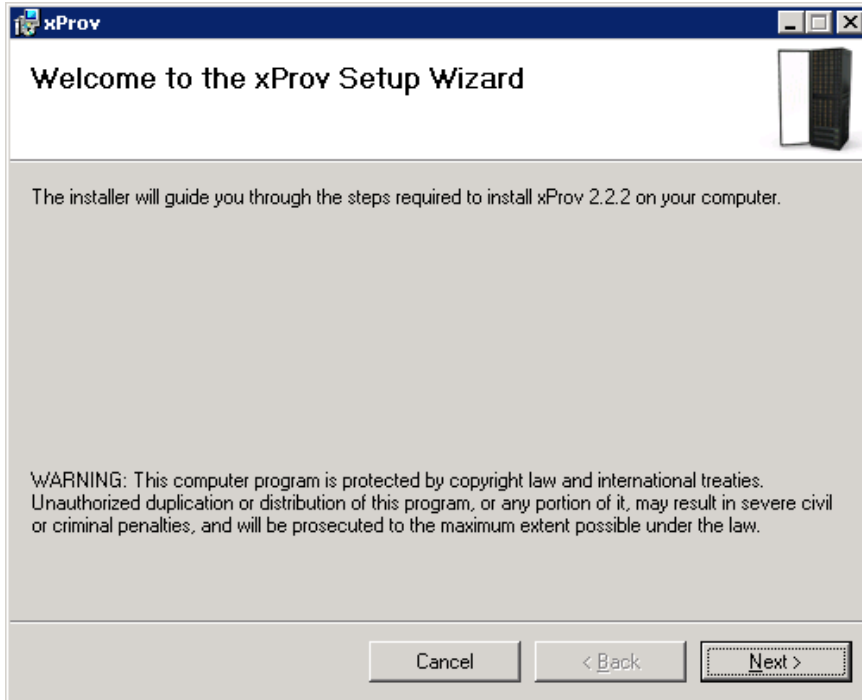 xProv
Welcome to the xProv Setup Wizard
The installer will guide you through the steps required to install xProv 2.2.2 on your computer.
WARNING: This computer program is protected by copyright law and international treaties.
Unauthorized duplication or distribution of this program, or any portion of it, may result in severe civil
or criminal penalties, and will be prosecuted to the maximum extent possible under the law.
Cancel
< Back
Next >